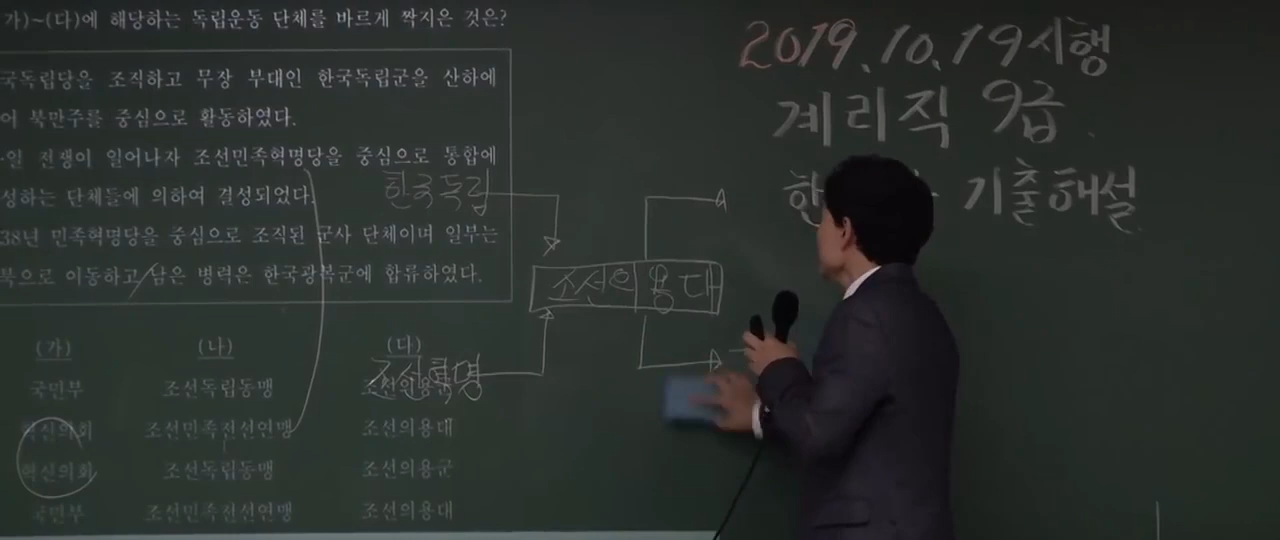 가)~(다)에 해당하는 독립운동 단체를 바르게 짝지은 것은?
국독립당을 조직하고 무장 부대인 한국독립군을 산하에
어 북만주를 중심으로 활동하였다.
·일 전쟁이 일어나자 조선민족혁명당을 중심으로 통합에
성하는 단체들에 의하여 결성되었다.
38년 민족혁명당을 중심으로 조직된 군사 단체이며 일부는
북으로 이동하고 남은 병력은 한국광복군에 합류하였다.
(가) (나) (다)
국민부 조선독립동맹 조선의용군
혁신의회 조선민족전선연맹 조선의용대
혁신의회 조선독립동맹 조선의용군
국민부 조선민족전선연맹 조선의용대
한국독립
조선의용대
조선혁명
2019.10.19시행
계리직 9급
한 기출해설